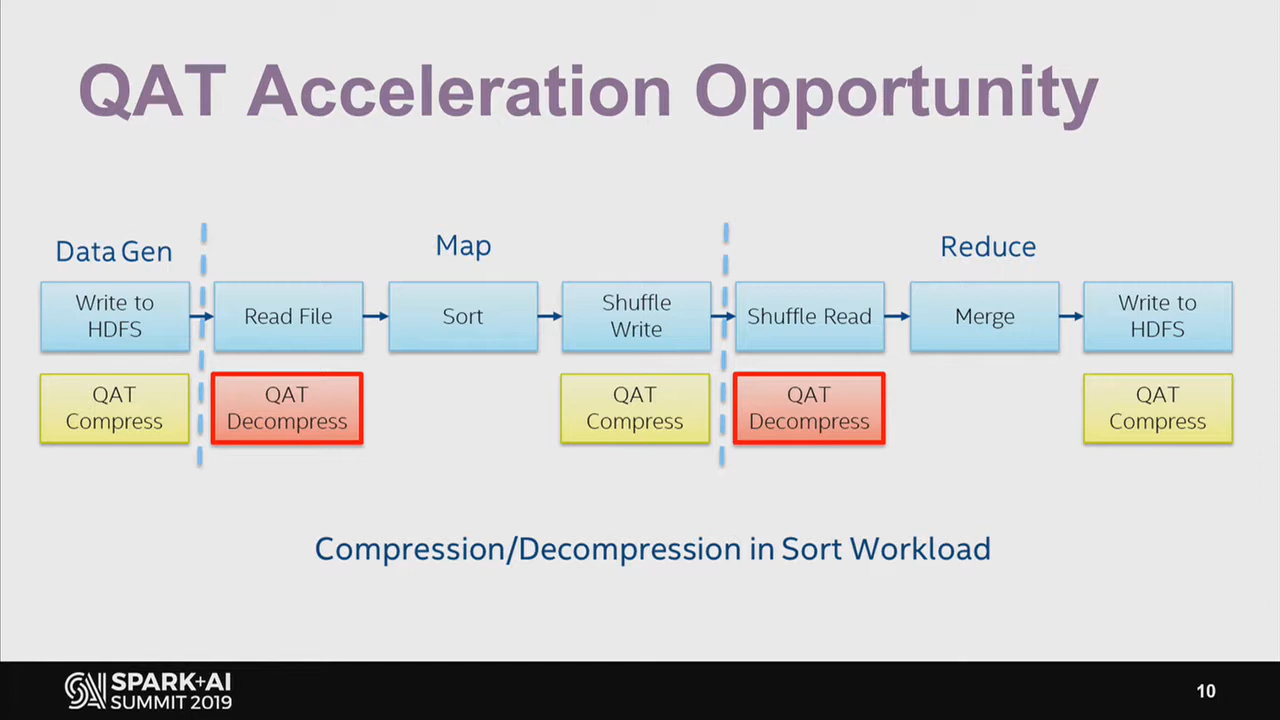 QAT Acceleration Opportunity
Data Gen
Map
Reduce
Write to
HDFS
Read File
Sort
Shuffle
Write
Shuffle Read
Merge
Write to
HDFS
QAT
Compress
QAT
Decompress
QAT
Compress
QAT
Decompress
QAT
Compress
Compression/Decompression in Sort Workload
SPARK+AI
SUMMIT 2019
10